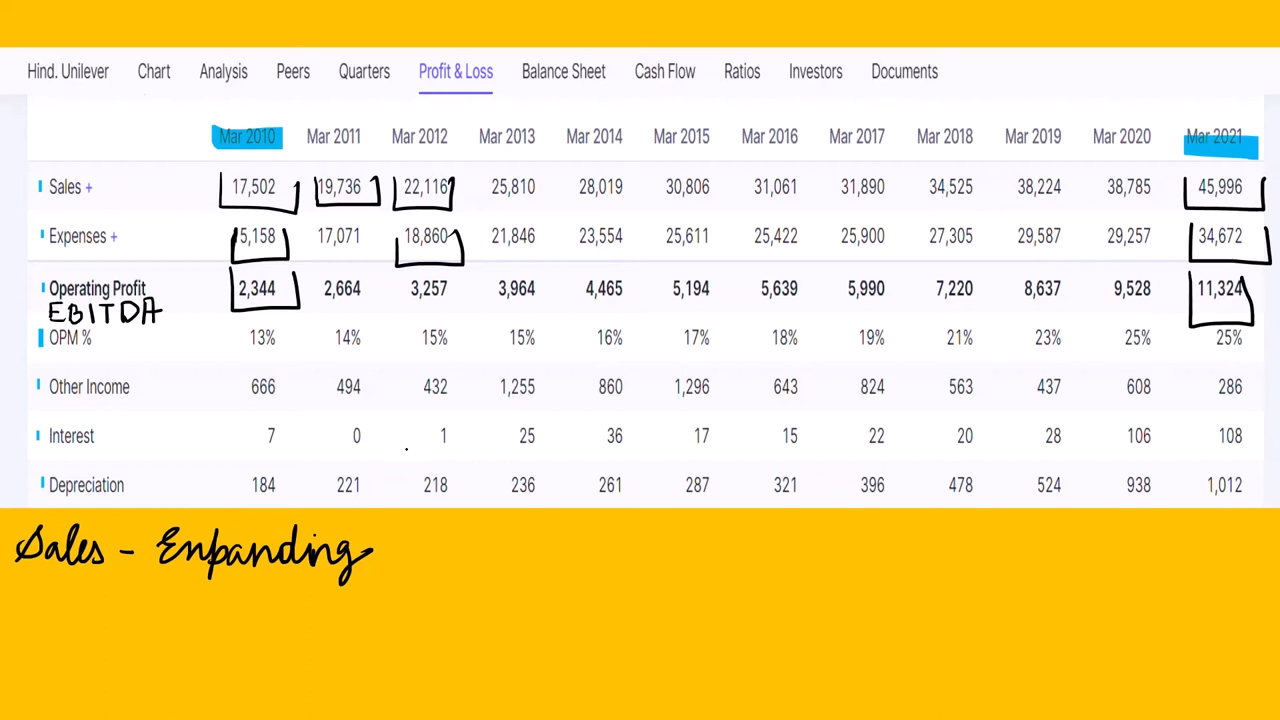 Hind. Unilever Chart Analysis Peers Quarters Profit & Loss Balance Sheet Cash Flow Ratios Investors Documents
Mar 2010 Mar 2011 Mar 2012 Mar 2013 Mar 2014 Mar 2015 Mar 2016 Mar 2017 Mar 2018 Mar 2019 Mar 2020 Mar 2021
Sales + 17,502 19,736 22,116 25,810 28,019 30,806 31,061 31,890 34,525 38,224 38,785 45,996
Expenses + 15,158 17,071 18,860 21,846 23,554 25,611 25,422 25,900 27,305 29,587 29,257 34,672
Operating Profit 2,344 2,664 3,257 3,964 4,465 5,194 5,639 5,990 7,220 8,637 9,528 11,324
EBITDA
OPM % 13% 14% 15% 15% 16% 17% 18% 19% 21% 23% 25% 25%
Other Income 666 494 432 1,255 860 1,296 643 824 563 437 608 286
Interest 7 0 1 25 36 17 15 22 20 28 106 108
Depreciation 184 221 218 236 261 287 321 396 478 524 938 1,012
Sales - Enpanding